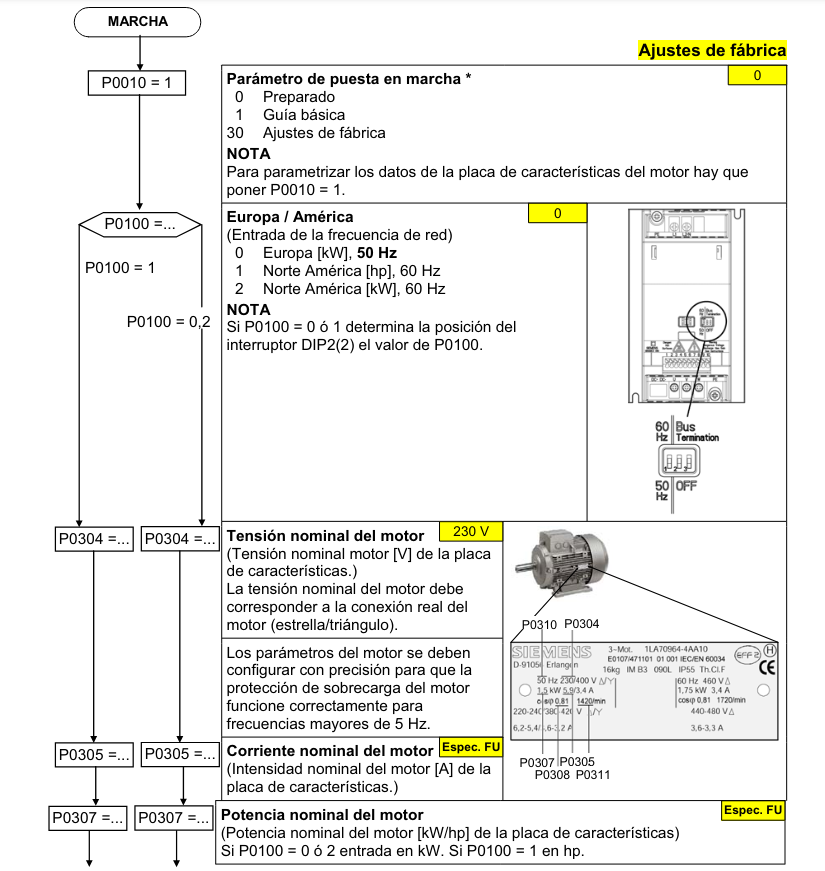 MARCHA
Ajustes de fábrica
P0010 = 1
Parámetro de puesta en marcha *
0
0 Preparado
1 Guía básica
30 Ajustes de fábrica
NOTA
Para parametrizar los datos de la placa de características del motor hay que
poner P0010 = 1.
P0100 =...
P0100 = 1
P0100 = 0,2
Europa / América
0
(Entrada de la frecuencia de red)
0 Europa [kW], 50 Hz
1 Norte América [hp], 60 Hz
2 Norte América [kW], 60 Hz
NOTA
Si P0100 = 0 ó 1 determina la posición del
interruptor DIP2(2) el valor de P0100.
60 Bus
Hz Termination
50 OFF
Hz
P0304 =...
P0304 =...
Tensión nominal del motor
230 V
(Tensión nominal motor [V] de la placa
de características.)
La tensión nominal del motor debe
corresponder a la conexión real del
motor (estrella/triángulo).
Los parámetros del motor se deben
configurar con precisión para que la
protección de sobrecarga del motor
funcione correctamente para
frecuencias mayores de 5 Hz.
P0310 P0304
SIEMENS
3-Mot. 1LA70964-4AA10
E0107/471101 01 001 IEC/EN 60034
EFF 2
H
CE
D-91056 Erlangen
16kg IM B3 090L IP55 Th.Cl.F
50 Hz 230/400 V Δ/Y
60 Hz 460 V Δ
1,5 kW 5,9/3,4 A
1,75 kW 3,4 A
cosφ 0,81 1420/min
cosφ 0,81 1720/min
220-240/380-420 V Δ/Y
440-480 V Δ
3,6-3,3 A
P0307 P0305
P0308 P0311
P0305 =...
P0305 =...
Corriente nominal del motor
Espec. FU
(Intensidad nominal del motor [A] de la
placa de características.)
P0307 =...
P0307 =...
Potencia nominal del motor
Espec. FU
(Potencia nominal del motor [kW/hp] de la placa de características)
Si P0100 = 0 ó 2 entrada en kW. Si P0100 = 1 en hp.